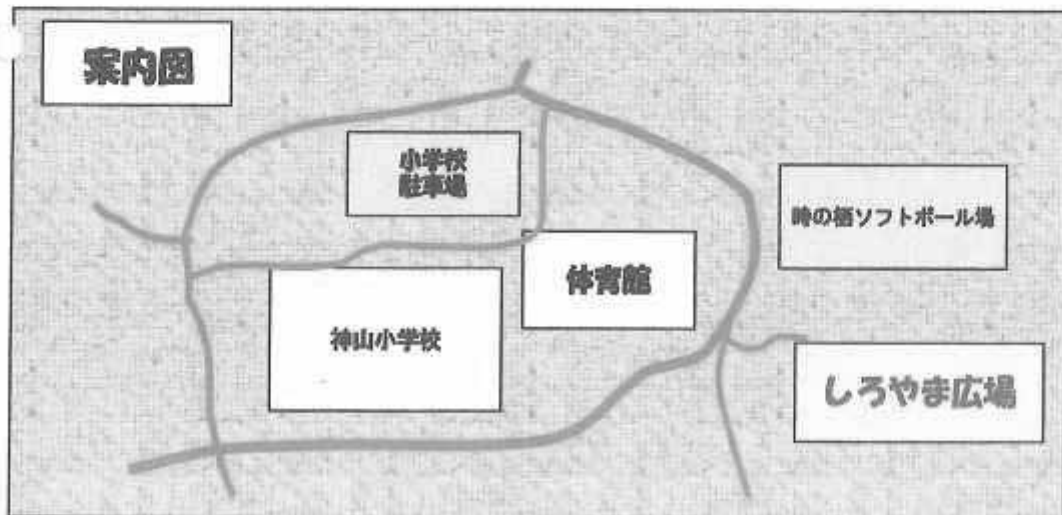 案内図
小学校
駐車場
時の栖ソフトボール場
体育館
神山小学校
しろやま広場